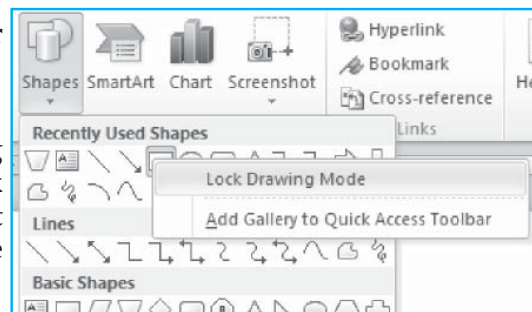 Hyperlink
Bookmark
Cross-reference
Shapes SmartArt Chart Screenshot
Links
Recently Used Shapes
Lock Drawing Mode
Add Gallery to Quick Access Toolbar
Lines
Basic Shapes